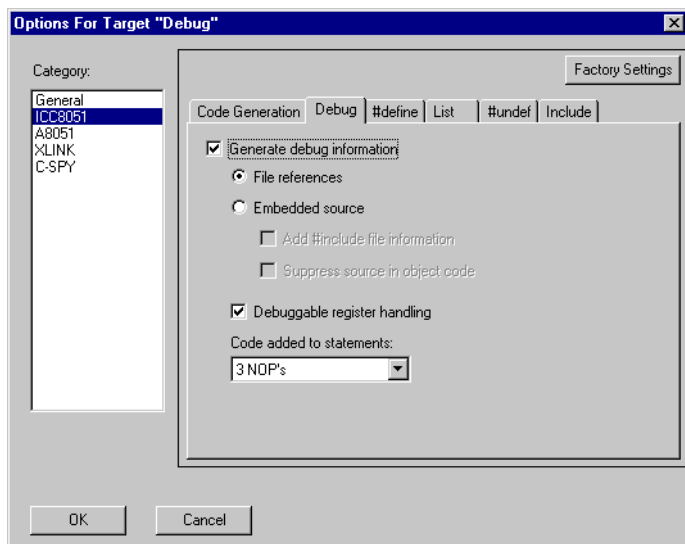 Options For Target "Debug"
Category:
Factory Settings
General
ICC8051
A8051
XLINK
C-SPY
Code Generation
Debug
#define
List
#undef
Include
Generate debug information
File references
Embedded source
Add #include file information
Suppress source in object code
Debuggable register handling
Code added to statements:
3 NOP's
OK
Cancel